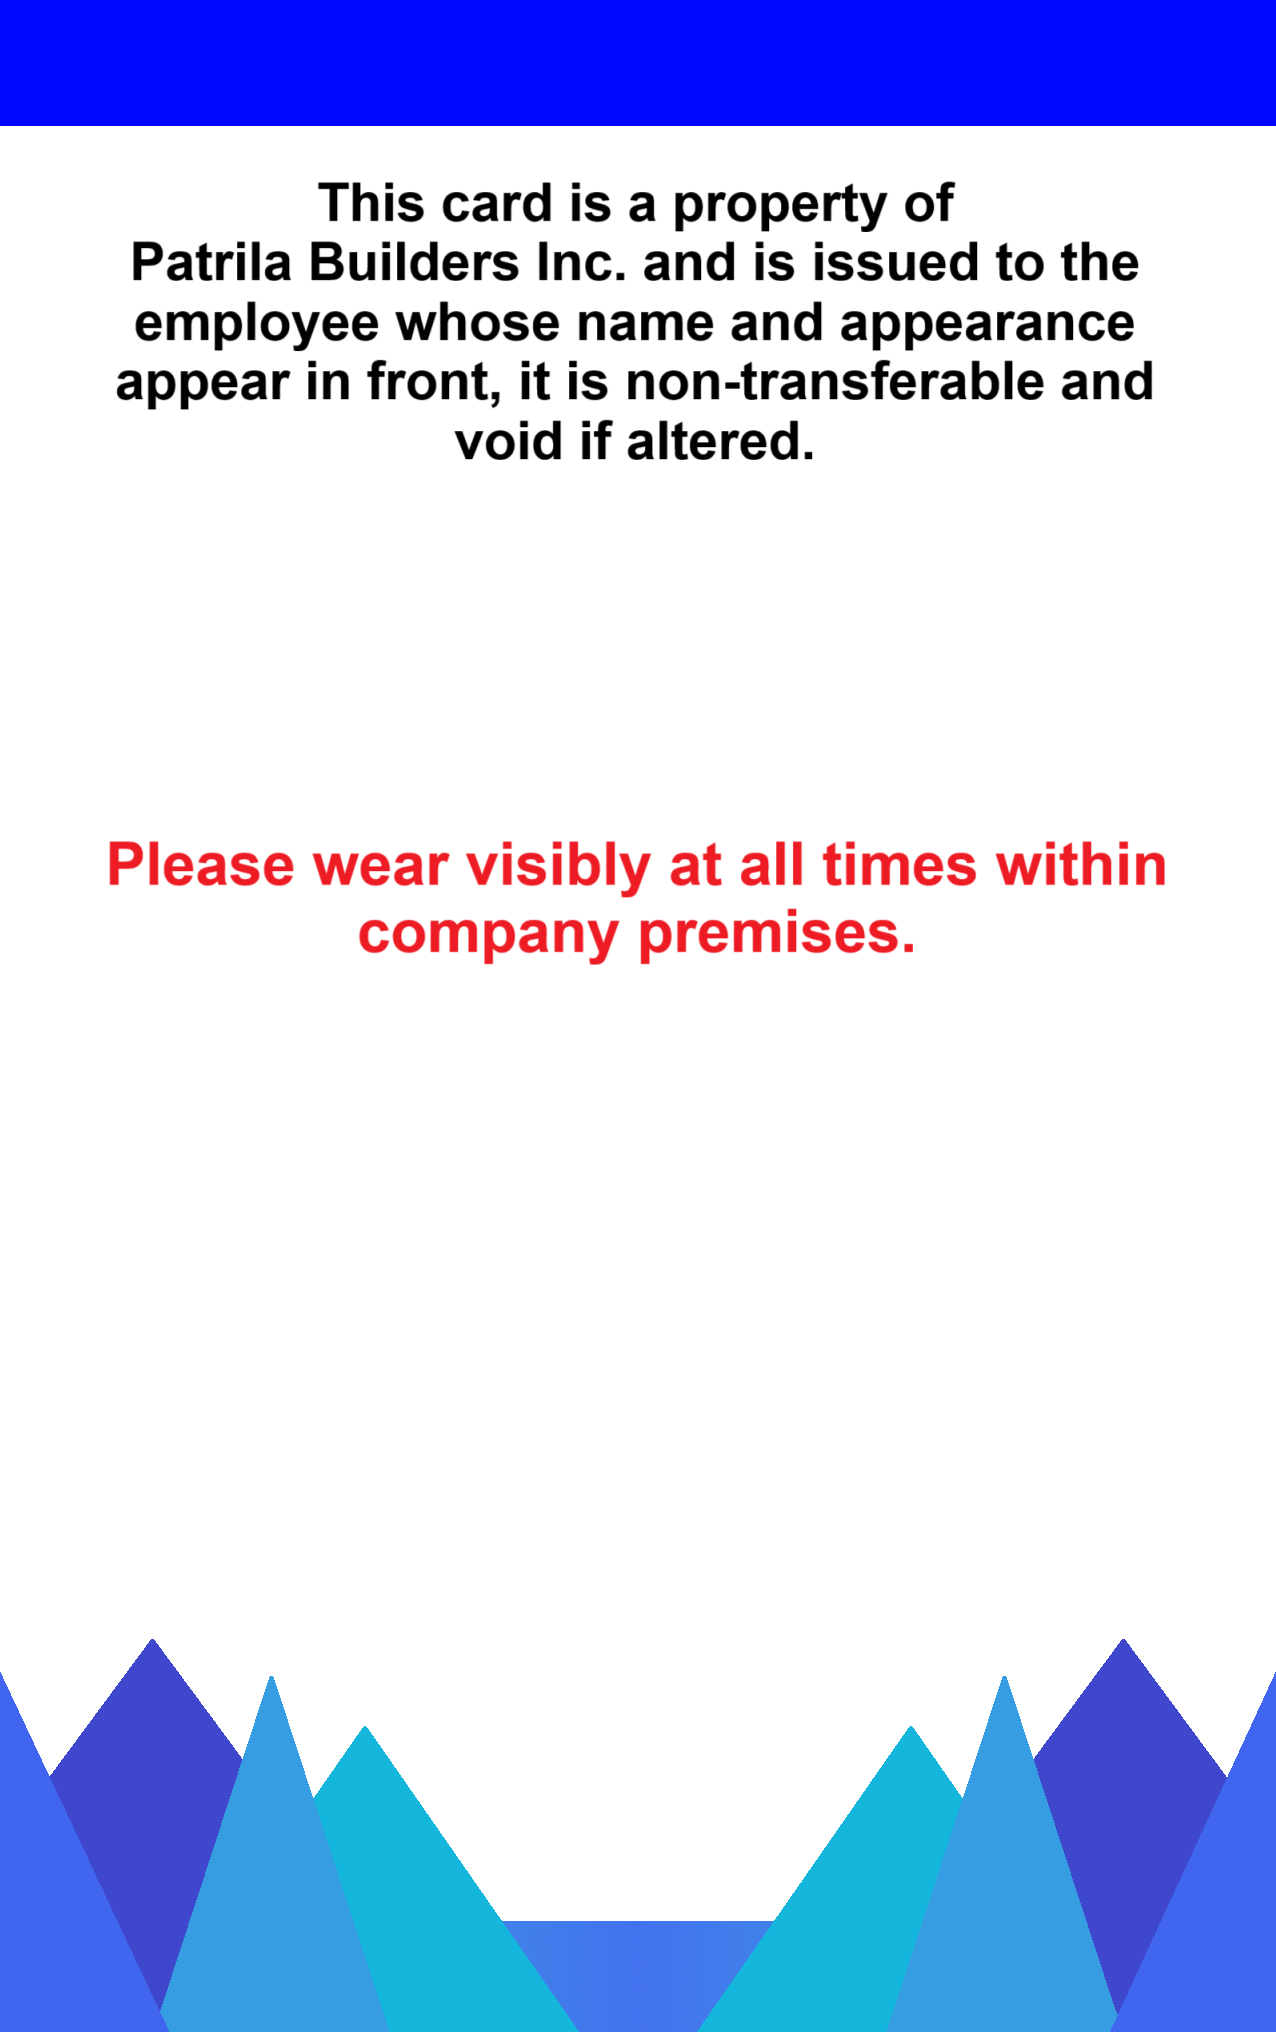 This card is a property of
Patrila Builders Inc. and is issued to the
employee whose name and appearance
appear in front, it is non-transferable and
void if altered.
Please wear visibly at all times within
company premises.